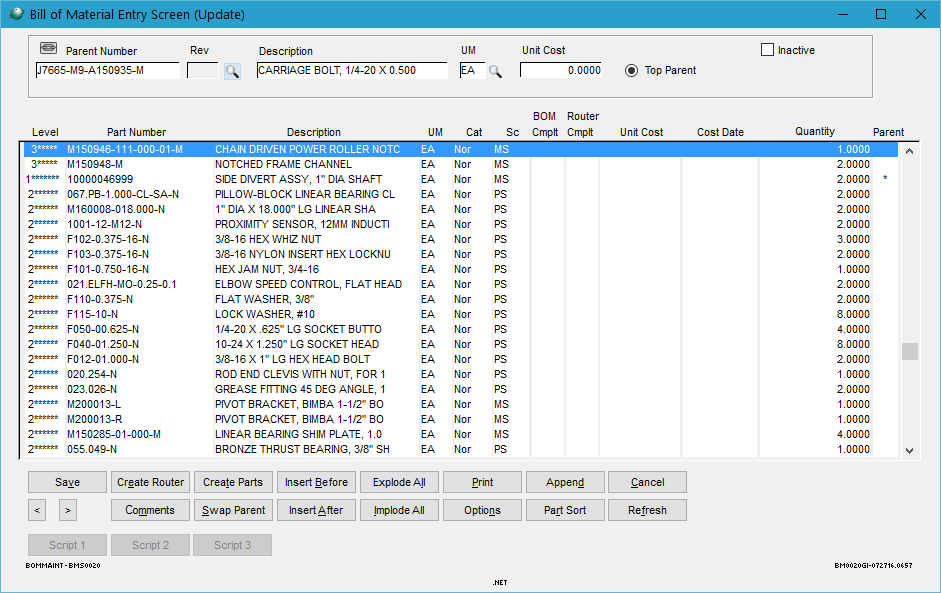 Bill of Material Entry Screen (Update)
Parent Number Rev Description UM Unit Cost Inactive
J7665-M9-A150935-M CARRIAGE BOLT, 1/4-20 X 0.500 EA 0.0000 Top Parent
BOM Router
Level Part Number Description UM Cat Sc Cmplt Cmplt Unit Cost Cost Date Quantity Parent
3***** M150946-111-000-01-M CHAIN DRIVEN POWER ROLLER NOTC EA Nor MS 1.0000
3***** M150948-M NOTCHED FRAME CHANNEL EA Nor MS 2.0000
1******* 10000046999 SIDE DIVERT ASSY, 1" DIA SHAFT EA Nor MS 2.0000 *
2****** 067.PB-1.000-CL-SA-N PILLOW-BLOCK LINEAR BEARING CL EA Nor PS 2.0000
2****** M160008-018.000-N 1" DIA X 18.000" LG LINEAR SHA EA Nor PS 2.0000
2****** 1001-12-M12-N PROXIMITY SENSOR, 12MM INDUCTI EA Nor PS 2.0000
2****** F102-0.375-16-N 3/8-16 HEX WHIZ NUT EA Nor PS 3.0000
2****** F103-0.375-16-N 3/8-16 NYLON INSERT HEX LOCKNU EA Nor PS 2.0000
2****** F101-0.750-16-N HEX JAM NUT, 3/4-16 EA Nor PS 1.0000
2****** 021.ELFH-MO-0.25-0.1 ELBOW SPEED CONTROL, FLAT HEAD EA Nor PS 2.0000
2****** F110-0.375-N FLAT WASHER, 3/8" EA Nor PS 2.0000
2****** F115-10-N LOCK WASHER, #10 EA Nor PS 8.0000
2****** F050-00.625-N 1/4-20 X .625" LG SOCKET BUTTO EA Nor PS 4.0000
2****** F040-01.250-N 10-24 X 1.250" LG SOCKET HEAD EA Nor PS 8.0000
2****** F012-01.000-N 3/8-16 X 1" LG HEX HEAD BOLT EA Nor PS 2.0000
2****** 020.254-N ROD END CLEVIS WITH NUT, FOR 1 EA Nor PS 1.0000
2****** 023.026-N GREASE FITTING 45 DEG ANGLE, 1 EA Nor PS 2.0000
2****** M200013-L PIVOT BRACKET, BIMBA 1-1/2" BO EA Nor MS 1.0000
2****** M200013-R PIVOT BRACKET, BIMBA 1-1/2" BO EA Nor MS 1.0000
2****** M150285-01-000-M LINEAR BEARING SHIM PLATE, 1.0 EA Nor MS 4.0000
2****** 055.049-N BRONZE THRUST BEARING, 3/8" SH EA Nor PS 1.0000
Save Create Router Create Parts Insert Before Explode All Print Append Cancel
< > Comments Swap Parent Insert After Implode All Options Part Sort Refresh
Script 1 Script 2 Script 3
BOMMAINT - BMS0020 BM0020GI-072716.0657
.NET